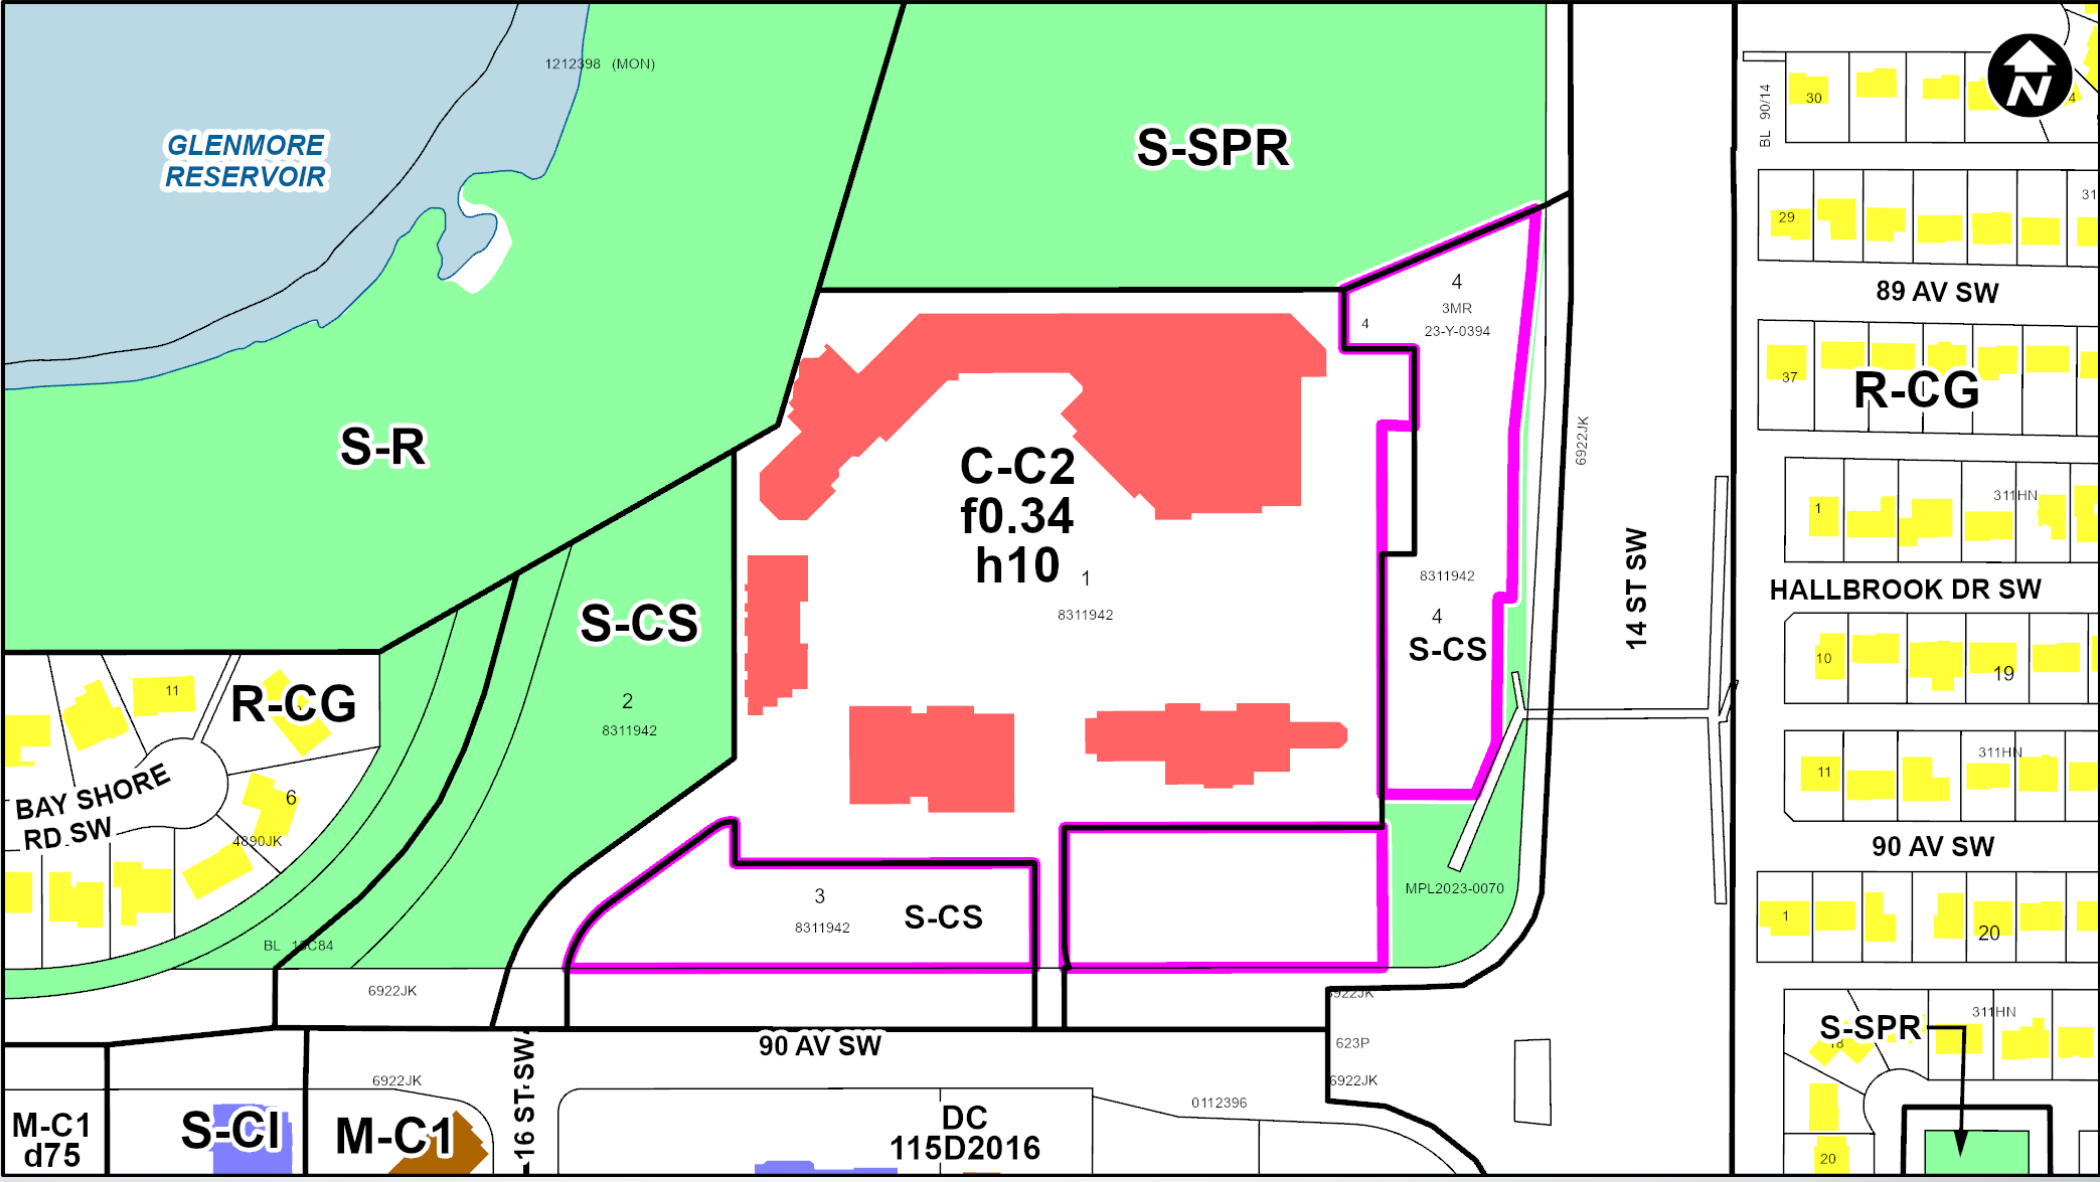 1212398 (MON)
GLENMORE
RESERVOIR
S-SPR
N
BL 90/14
30
4
29
31
89 AV SW
4
3MR
23-Y-0394
4
37
R-CG
S-R
6922JK
C-C2
f0.34
h10
1
8311942
1
311HN
14 ST SW
8311942
4
S-CS
HALLBROOK DR SW
S-CS
2
8311942
10
19
11
R-CG
BAY SHORE
RD SW
6
4890JK
11
311HN
90 AV SW
3
8311942
S-CS
MPL2023-0070
1
20
BL
6922JK
6922JK
S-SPR
311HN
18
90 AV SW
623P
6922JK
6922JK
16 ST SW
0112396
M-C1
d75
S-CI
M-C1
DC
115D2016
20